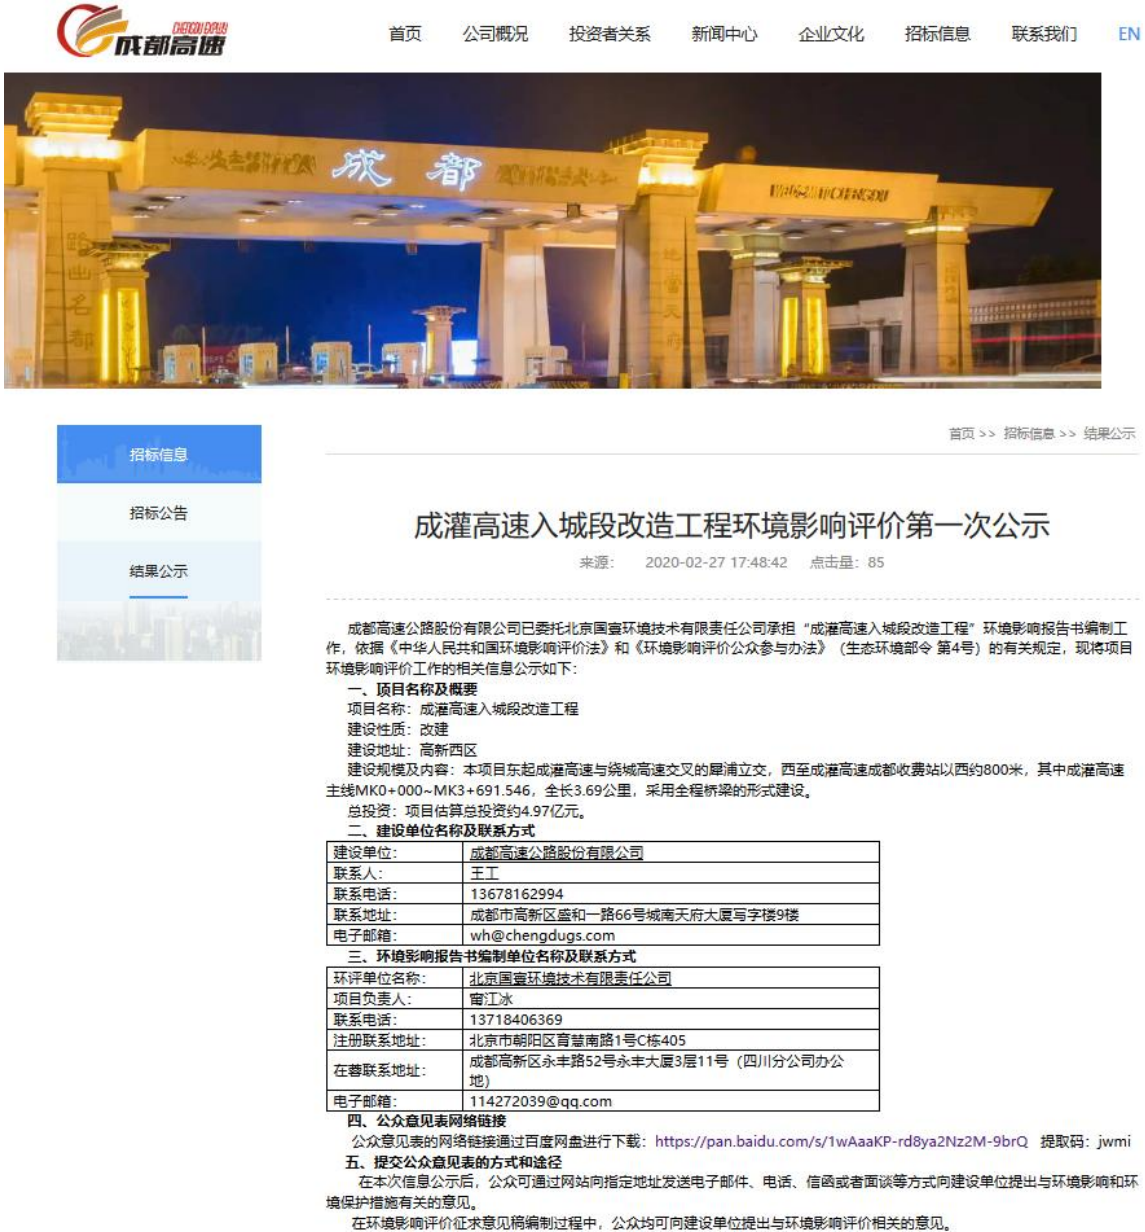 CHENGDU EXPWY
成都高速
首页 公司概况 投资者关系 新闻中心 企业文化 招标信息 联系我们 EN
成都
首页 >> 招标信息 >> 结果公示
招标信息
招标公告
结果公示
成灌高速入城段改造工程环境影响评价第一次公示
来源： 2020-02-27 17:48:42 点击量：85
成都高速公路股份有限公司已委托北京国寰环境技术有限责任公司承担“成灌高速入城段改造工程”环境影响报告书编制工
作，依据《中华人民共和国环境影响评价法》和《环境影响评价公众参与办法》（生态环境部令 第4号）的有关规定，现将项目
环境影响评价工作的相关信息公示如下：
一、项目名称及概要
项目名称：成灌高速入城段改造工程
建设性质：改建
建设地址：高新西区
建设规模及内容：本项目东起成灌高速与绕城高速交叉的犀浦立交，西至成灌高速成都收费站以西约800米，其中成灌高速
主线MK0+000~MK3+691.546，全长3.69公里，采用全程桥梁的形式建设。
总投资：项目估算总投资约4.97亿元。
二、建设单位名称及联系方式
建设单位： 成都高速公路股份有限公司
联系人： 王工
联系电话： 13678162994
联系地址： 成都市高新区盛和一路66号城南天府大厦写字楼9楼
电子邮箱： wh@chengdugs.com
三、环境影响报告书编制单位名称及联系方式
环评单位名称： 北京国寰环境技术有限责任公司
项目负责人： 甯江冰
联系电话： 13718406369
注册联系地址： 北京市朝阳区育慧南路1号C栋405
在蓉联系地址： 成都高新区永丰路52号永丰大厦3层11号（四川分公司办公
地）
电子邮箱： 114272039@qq.com
四、公众意见表网络链接
公众意见表的网络链接通过百度网盘进行下载：https://pan.baidu.com/s/1wAaaKP-rd8ya2Nz2M-9brQ 提取码：jwmi
五、提交公众意见表的方式和途径
在本次信息公示后，公众可通过网站向指定地址发送电子邮件、电话、信函或者面谈等方式向建设单位提出与环境影响和环
境保护措施有关的意见。
在环境影响评价征求意见稿编制过程中，公众均可向建设单位提出与环境影响评价相关的意见。